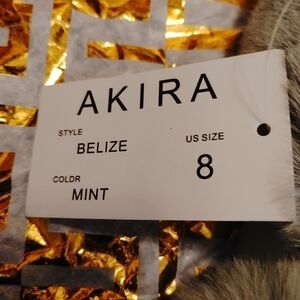 AKIRA
STYLE
BELIZE
US SIZE
8
COLDR
MINT